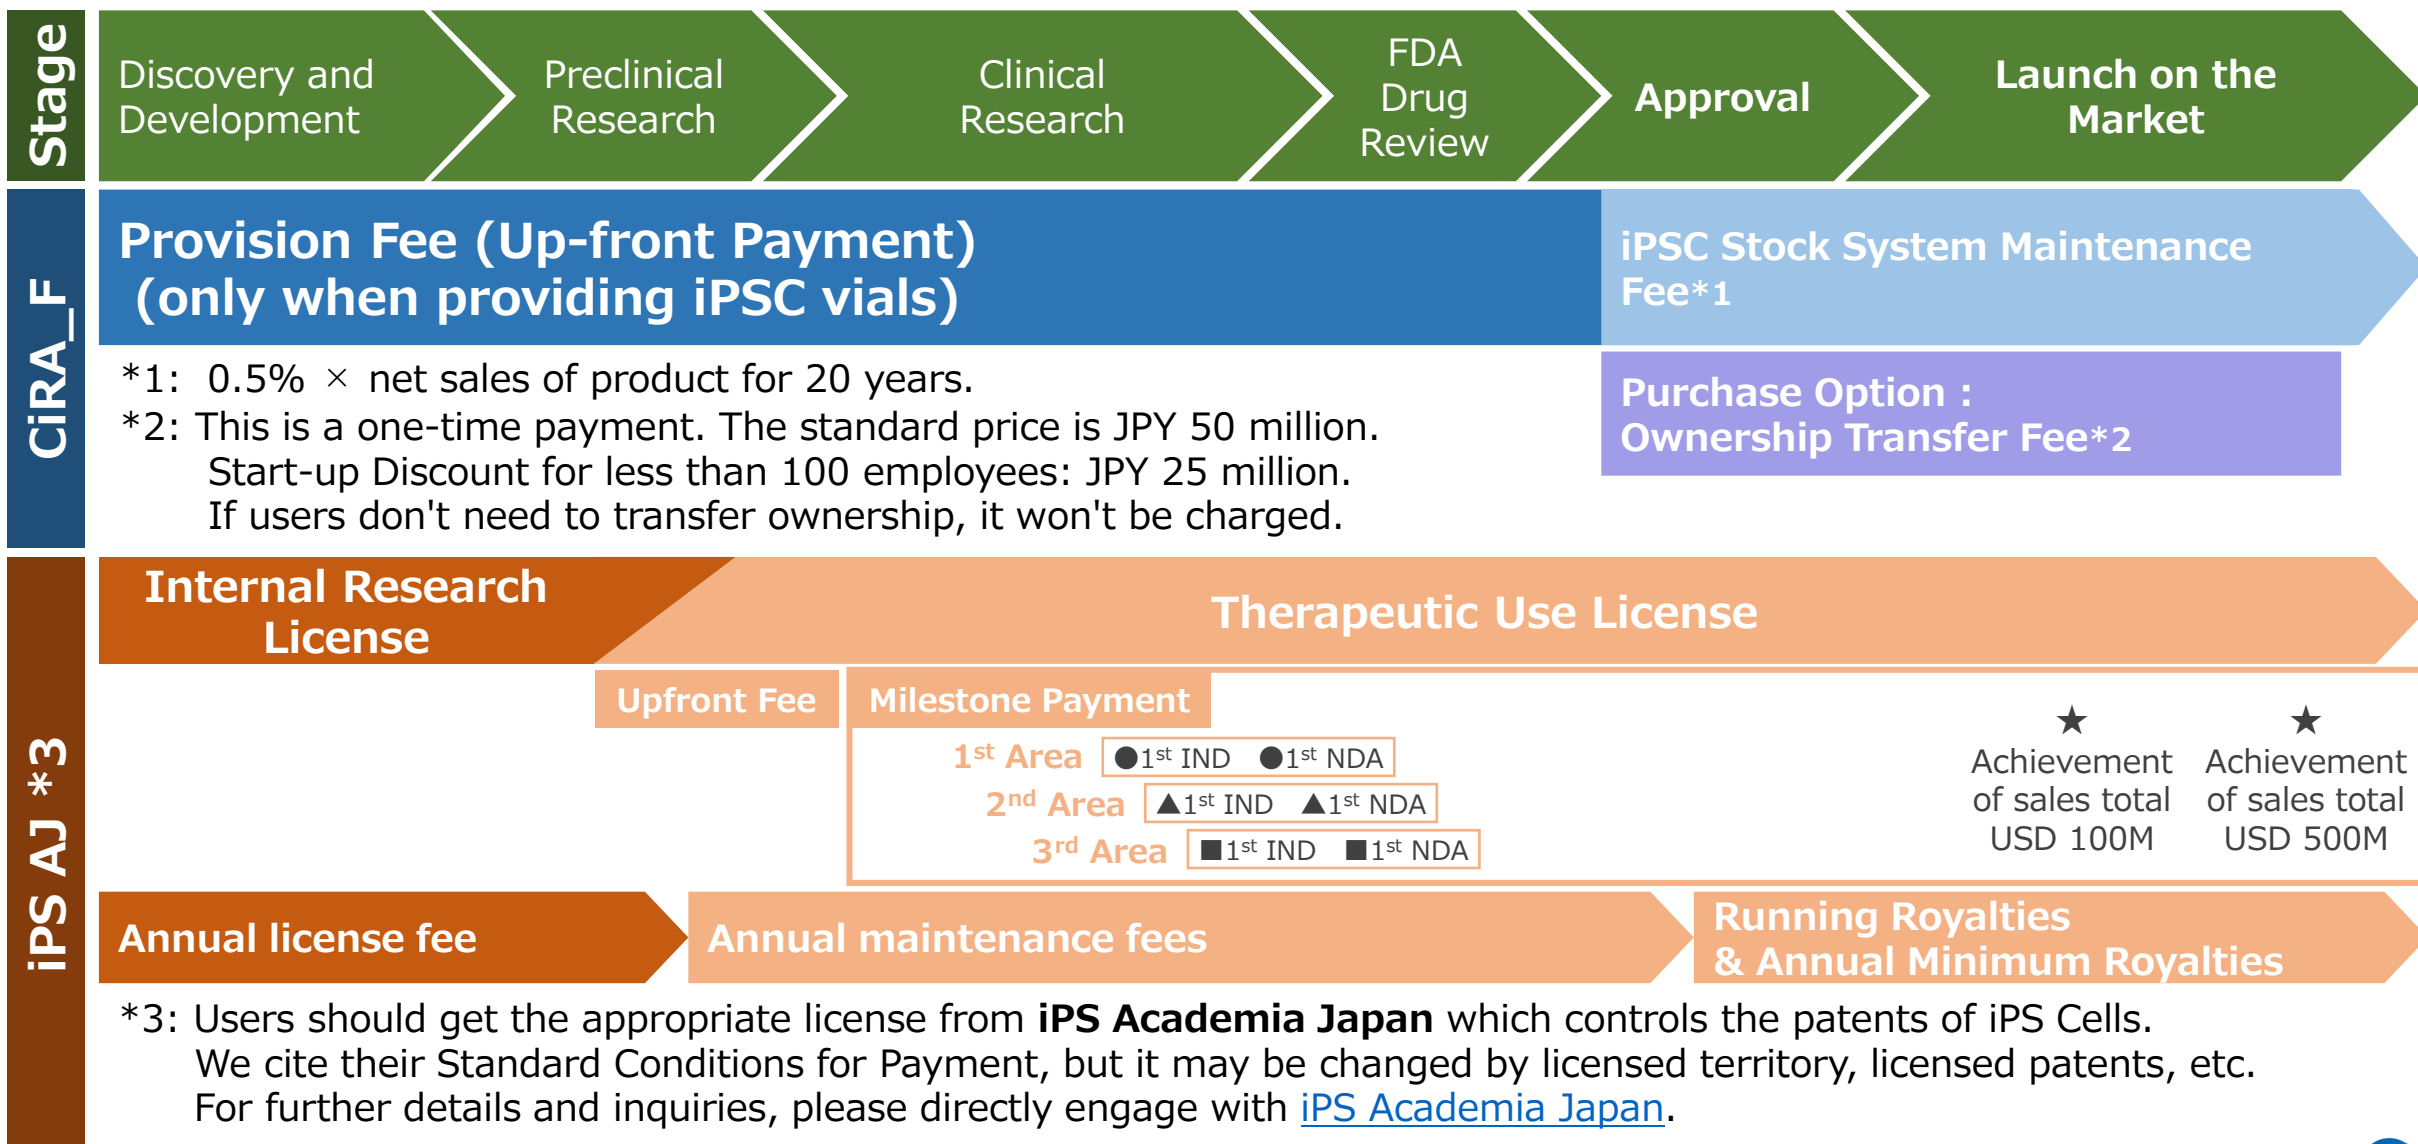 Stage
Discovery and
Development
Preclinical
Research
Clinical
Research
FDA
Drug
Review
Approval
Launch on the
Market
CiRA_F
Provision Fee (Up-front Payment)
(only when providing iPSC vials)
iPSC Stock System Maintenance
Fee*1
*1: 0.5% × net sales of product for 20 years.
*2: This is a one-time payment. The standard price is JPY 50 million.
Start-up Discount for less than 100 employees: JPY 25 million.
If users don't need to transfer ownership, it won't be charged.
Purchase Option :
Ownership Transfer Fee*2
iPS AJ *3
Internal Research
License
Therapeutic Use License
Upfront Fee
Milestone Payment
1st Area ●1st IND ●1st NDA
2nd Area ▲1st IND ▲1st NDA
3rd Area ■1st IND ■1st NDA
★
Achievement
of sales total
USD 100M
★
Achievement
of sales total
USD 500M
Annual license fee
Annual maintenance fees
Running Royalties
& Annual Minimum Royalties
*3: Users should get the appropriate license from iPS Academia Japan which controls the patents of iPS Cells.
We cite their Standard Conditions for Payment, but it may be changed by licensed territory, licensed patents, etc.
For further details and inquiries, please directly engage with iPS Academia Japan.